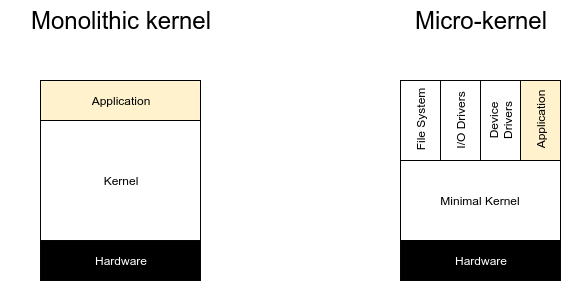 Monolithic kernel
Micro-kernel
Application
Kernel
Hardware
File System
I/O Drivers
Device
Drivers
Application
Minimal Kernel
Hardware